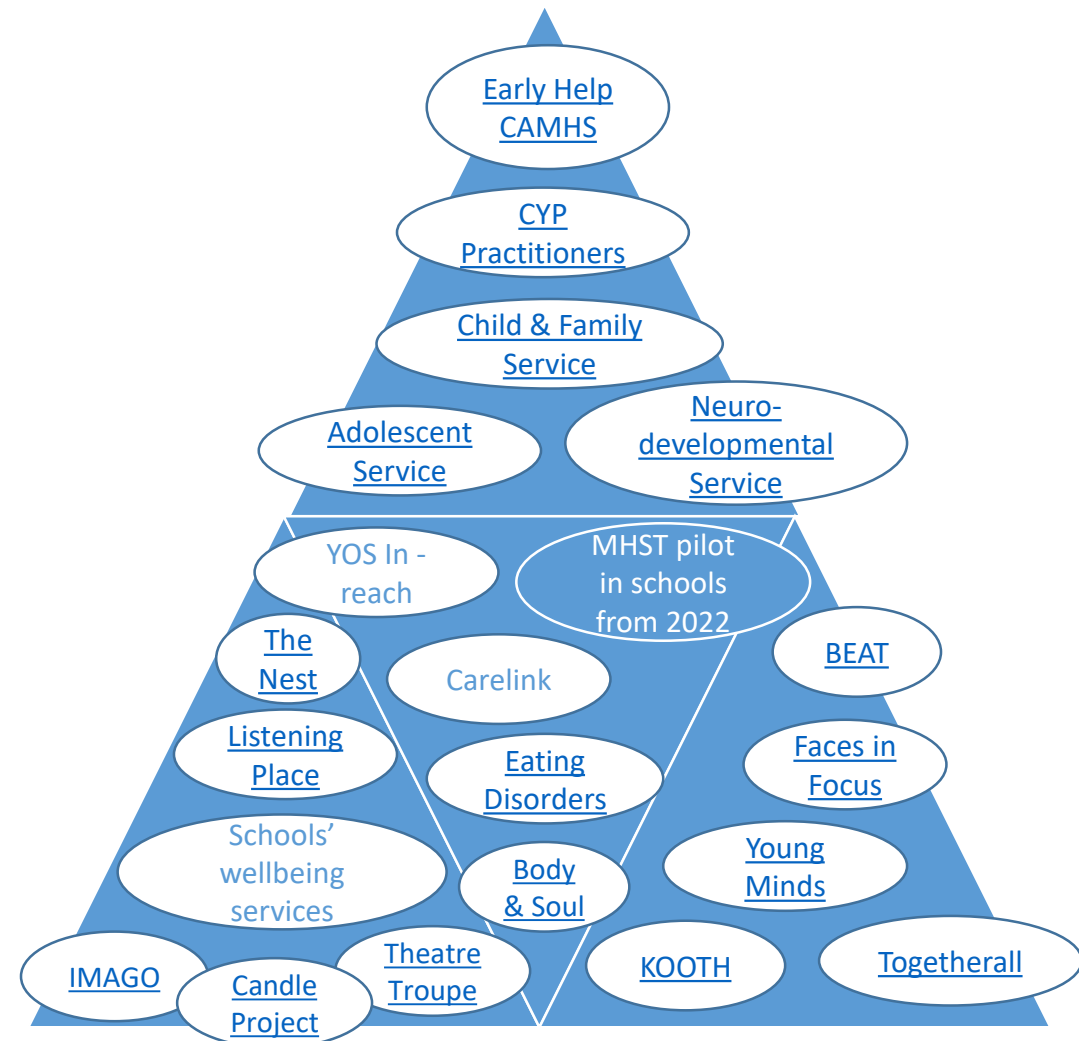 Early Help
CAMHS
CYP
Practitioners
Child & Family
Service
Adolescent
Service
Neuro-
developmental
Service
YOS In -
reach
MHST pilot
in schools
from 2022
The
Nest
Carelink
BEAT
Listening
Place
Eating
Disorders
Faces in
Focus
Schools’
wellbeing
services
Body
& Soul
Young
Minds
IMAGO
Candle
Project
Theatre
Troupe
KOOTH
Togetherall